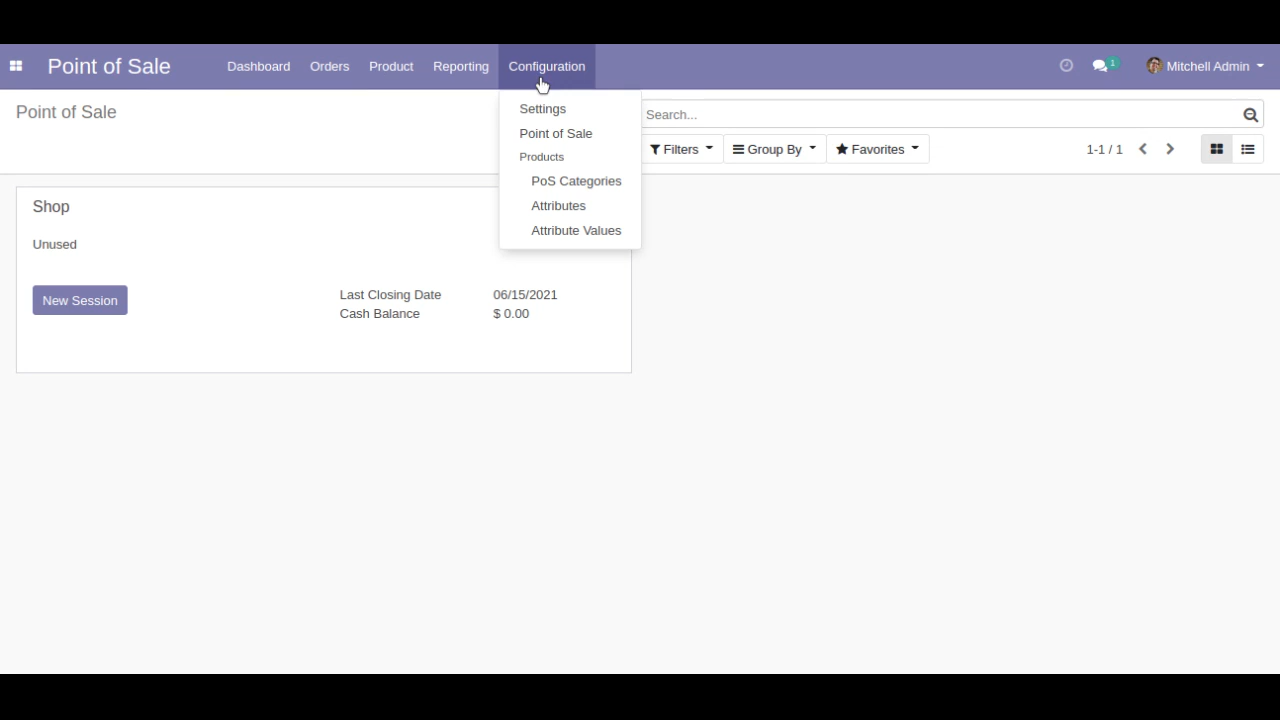 Point of Sale Dashboard Orders Product Reporting Configuration 1 Mitchell Admin
Point of Sale
Search...
Filters Group By Favorites 1-1 / 1
Settings
Point of Sale
Products
PoS Categories
Attributes
Attribute Values
Shop
Unused
New Session
Last Closing Date 06/15/2021
Cash Balance $ 0.00